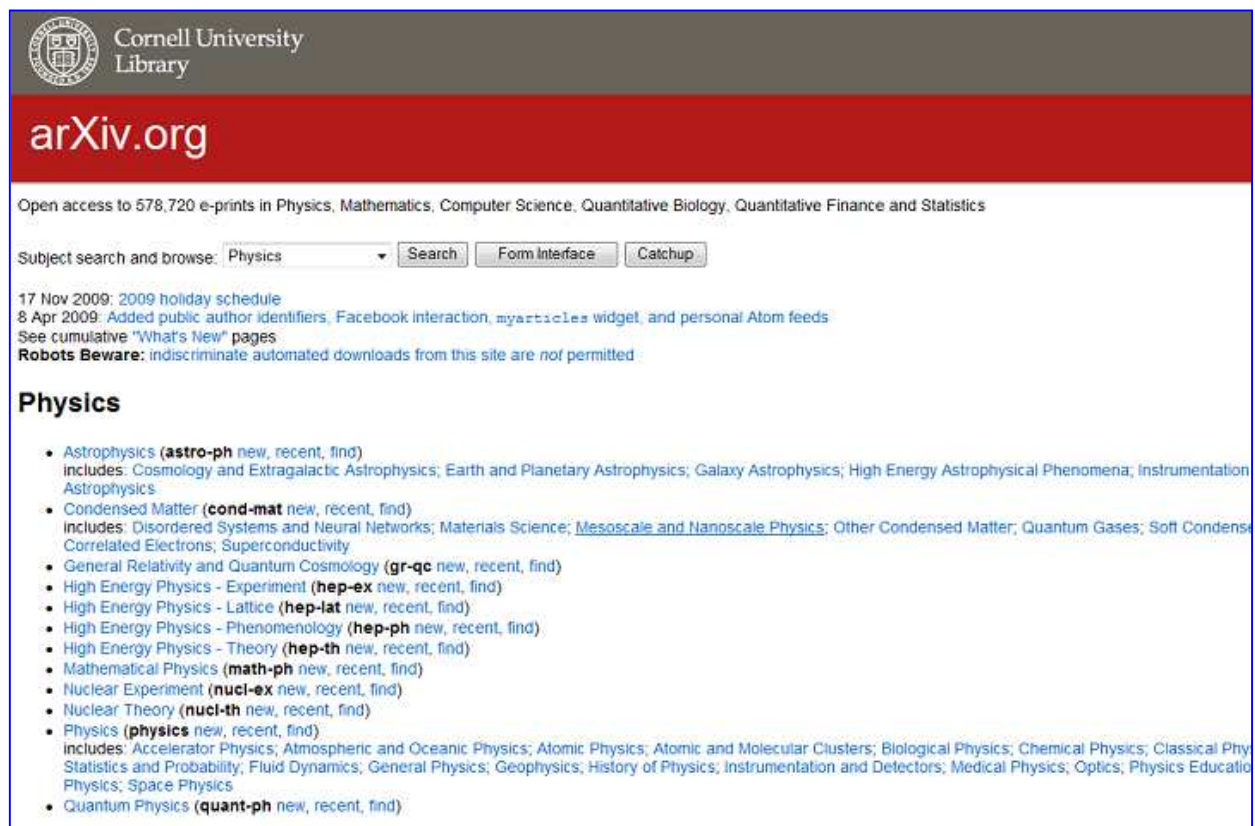 Cornell University
Library
arXiv.org
Open access to 578,720 e-prints in Physics, Mathematics, Computer Science, Quantitative Biology, Quantitative Finance and Statistics
Subject search and browse: Physics Search Form Interface Catchup
17 Nov 2009: 2009 holiday schedule
8 Apr 2009: Added public author identifiers, Facebook interaction, myarticles widget, and personal Atom feeds
See cumulative "What's New" pages
Robots Beware: indiscriminate automated downloads from this site are not permitted
Physics
• Astrophysics (astro-ph new, recent, find)
includes: Cosmology and Extragalactic Astrophysics; Earth and Planetary Astrophysics; Galaxy Astrophysics; High Energy Astrophysical Phenomena; Instrumentation
Astrophysics
• Condensed Matter (cond-mat new, recent, find)
includes: Disordered Systems and Neural Networks; Materials Science; Mesoscale and Nanoscale Physics; Other Condensed Matter; Quantum Gases; Soft Condense
Correlated Electrons; Superconductivity
• General Relativity and Quantum Cosmology (gr-qc new, recent, find)
• High Energy Physics - Experiment (hep-ex new, recent, find)
• High Energy Physics - Lattice (hep-lat new, recent, find)
• High Energy Physics - Phenomenology (hep-ph new, recent, find)
• High Energy Physics - Theory (hep-th new, recent, find)
• Mathematical Physics (math-ph new, recent, find)
• Nuclear Experiment (nucl-ex new, recent, find)
• Nuclear Theory (nucl-th new, recent, find)
• Physics (physics new, recent, find)
includes: Accelerator Physics; Atmospheric and Oceanic Physics; Atomic Physics; Atomic and Molecular Clusters; Biological Physics; Chemical Physics; Classical Phy
Statistics and Probability; Fluid Dynamics; General Physics; Geophysics; History of Physics; Instrumentation and Detectors; Medical Physics; Optics; Physics Educatio
Physics; Space Physics
• Quantum Physics (quant-ph new, recent, find)